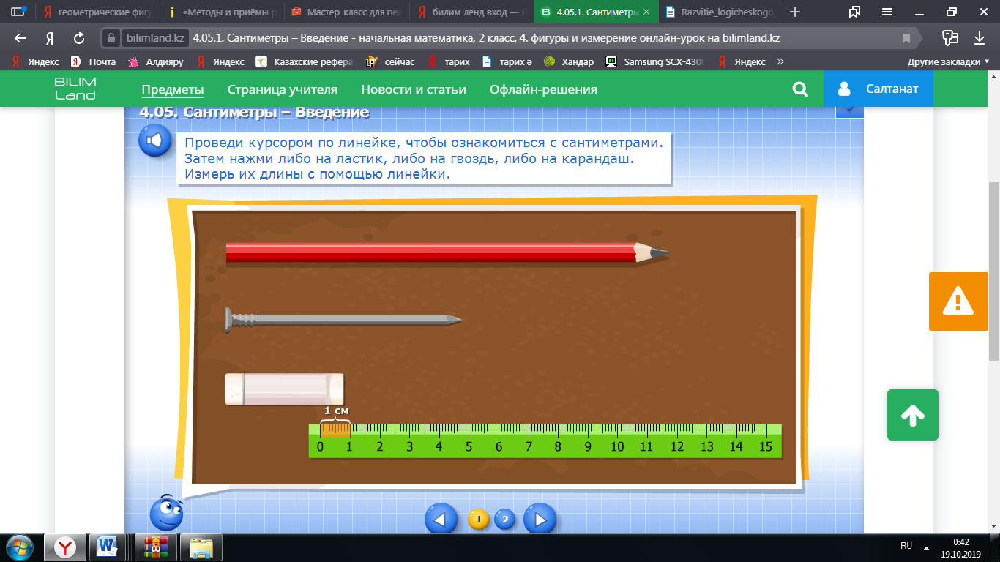 геометрические фигу
«Методы и приёмы р
Мастер-класс для пед
билим ленд вход — Я
4.05.1. Сантиметры
Razvitie_logicheskogo_
bilimland.kz 4.05.1. Сантиметры – Введение - начальная математика, 2 класс, 4. фигуры и измерение онлайн-урок на bilimland.kz
Яндекс Почта Алдияру Яндекс Казахские рефера сейчас тарих тарих ә Хандар Samsung SCX-4300 Яндекс » Другие закладки
BILIM
Land
Предметы Страница учителя Новости и статьи Офлайн-решения Салтанат
4.05. Сантиметры – Введение
Проведи курсором по линейке, чтобы ознакомиться с сантиметрами.
Затем нажми либо на ластик, либо на гвоздь, либо на карандаш.
Измерь их длины с помощью линейки.
1 см
0 1 2 3 4 5 6 7 8 9 10 11 12 13 14 15
1 2
RU 0:42
19.10.2019